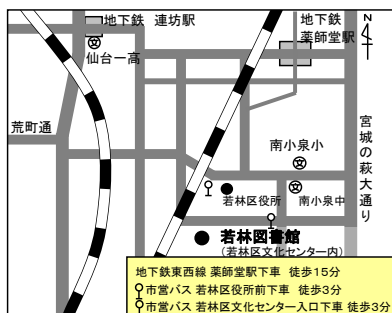 地下鉄 連坊駅
仙台一高
地下鉄
薬師堂駅
N
荒町通
宮城の萩大通り
南小泉小
若林区役所
南小泉中
若林図書館
(若林区文化センター内)
地下鉄東西線 薬師堂駅下車 徒歩15分
市営バス 若林区役所前下車 徒歩3分
市営バス 若林区文化センター入口下車 徒歩3分